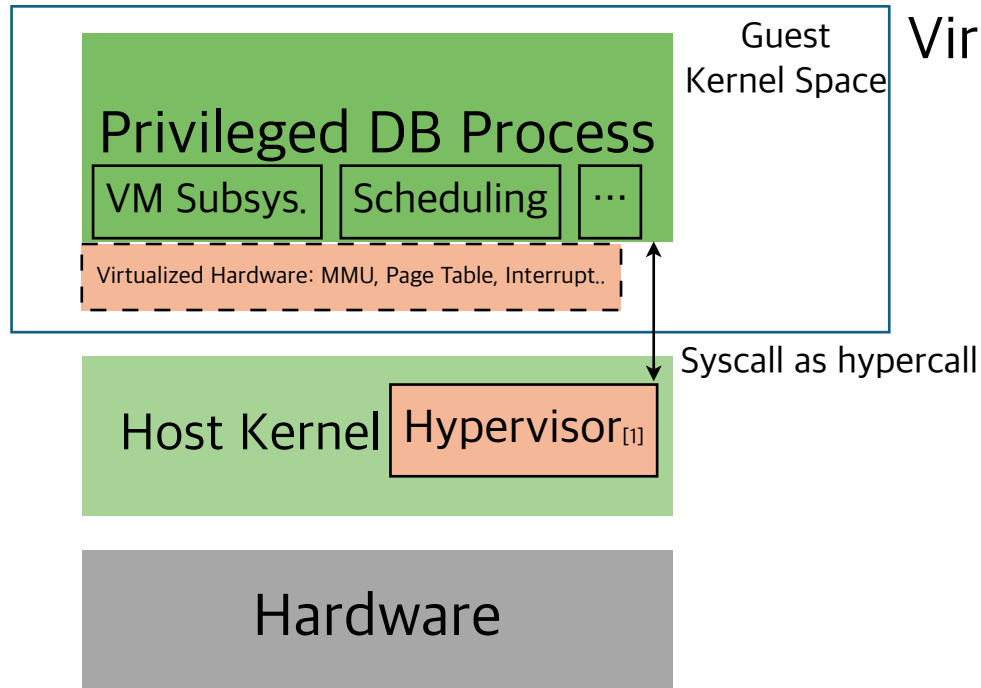 Guest
Kernel Space
Vir
Privileged DB Process
VM Subsys.
Scheduling
...
Virtualized Hardware: MMU, Page Table, Interrupt..
Syscall as hypercall
Host Kernel
Hypervisor[1]
Hardware